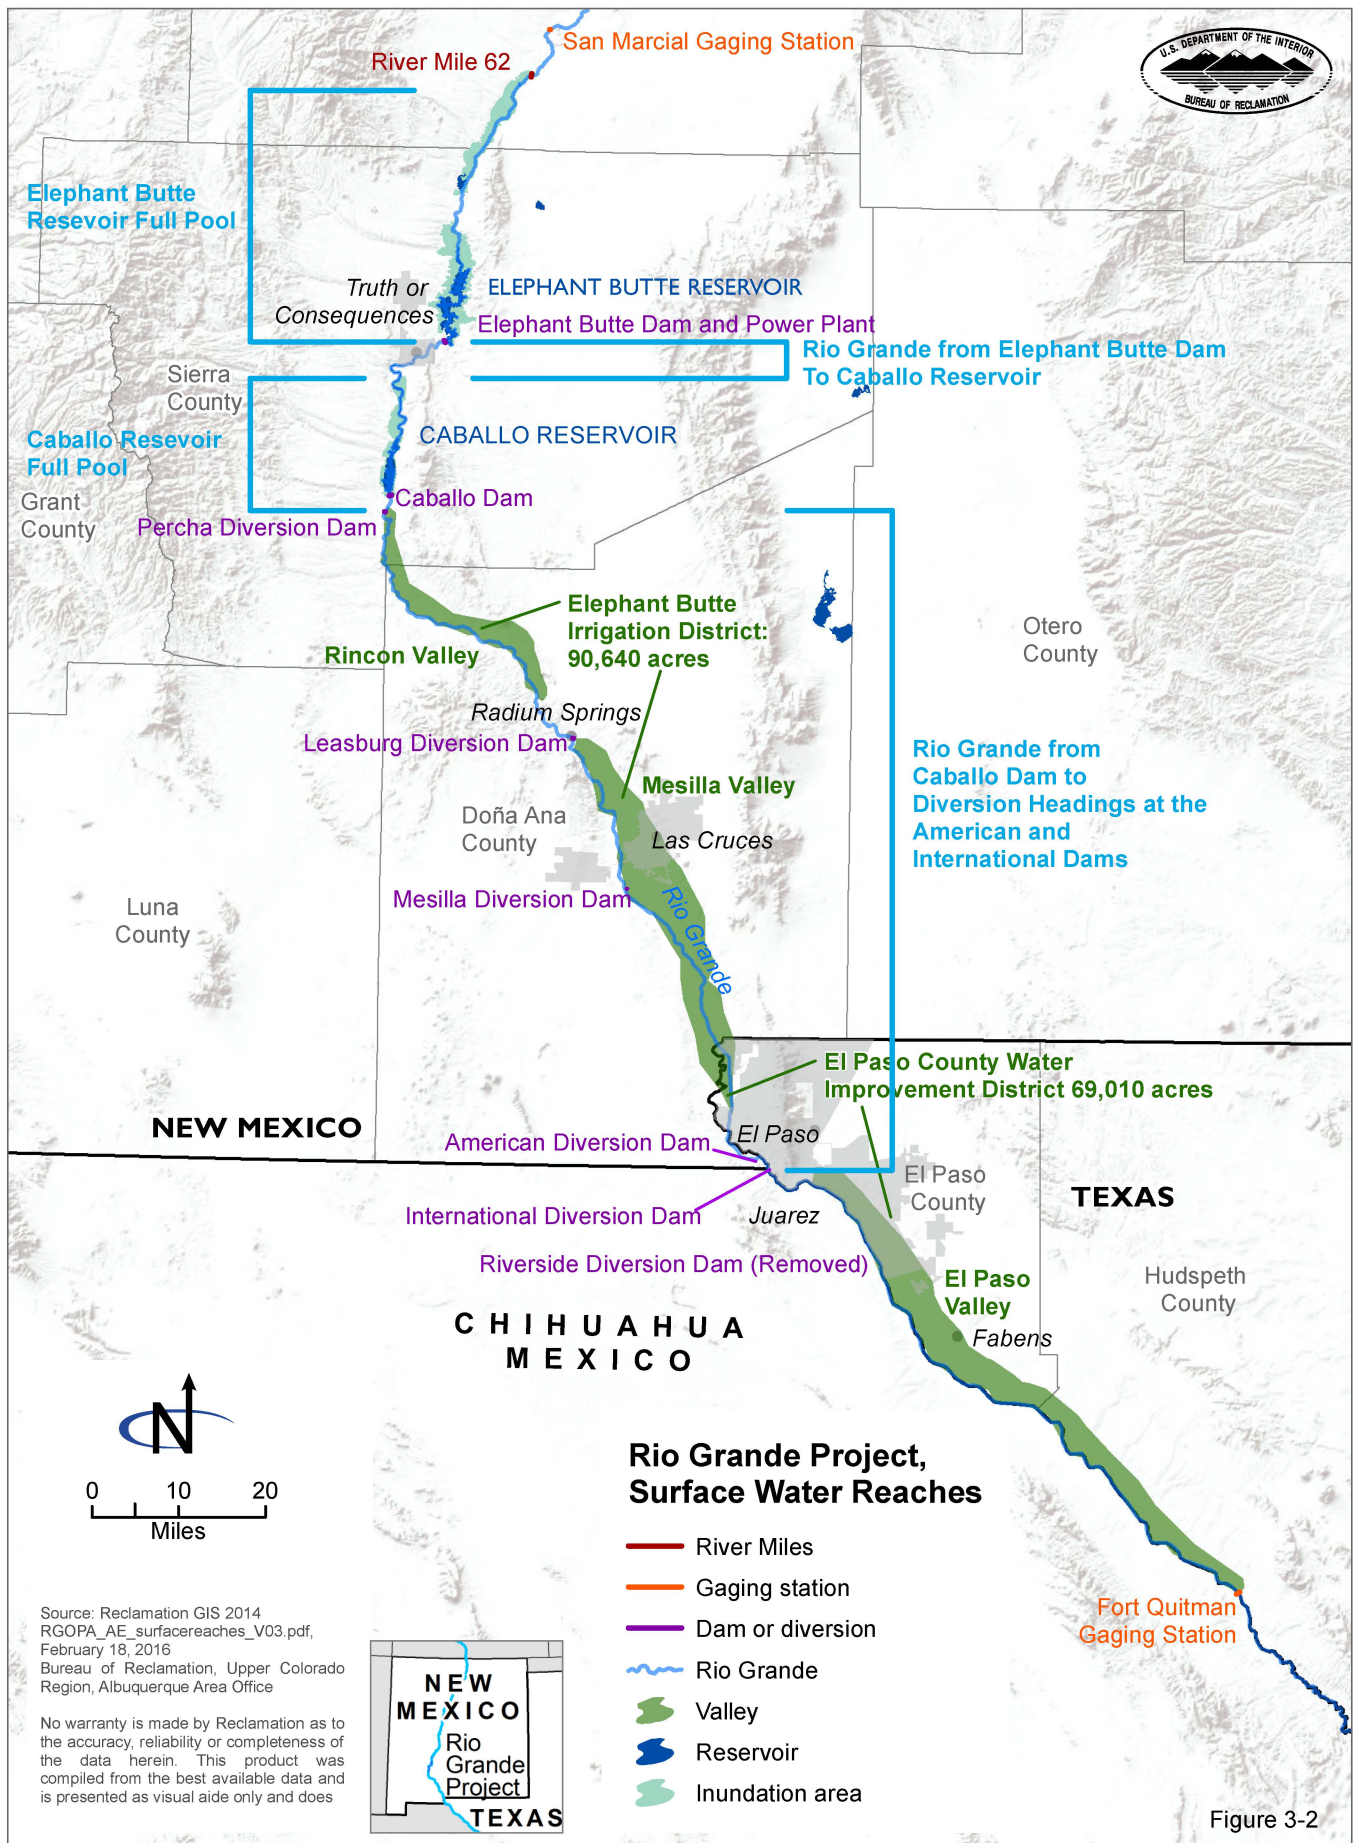 San Marcial Gaging Station
River Mile 62
U.S. DEPARTMENT OF THE INTERIOR
BUREAU OF RECLAMATION
Elephant Butte
Resevoir Full Pool
Truth or
Consequences
ELEPHANT BUTTE RESERVOIR
Elephant Butte Dam and Power Plant
Rio Grande from Elephant Butte Dam
To Caballo Reservoir
Sierra
County
Caballo Resevoir
Full Pool
CABALLO RESERVOIR
Grant
County
Caballo Dam
Percha Diversion Dam
Elephant Butte
Irrigation District:
90,640 acres
Rincon Valley
Otero
County
Radium Springs
Leasburg Diversion Dam
Rio Grande from
Caballo Dam to
Diversion Headings at the
American and
International Dams
Mesilla Valley
Doña Ana
County
Las Cruces
Mesilla Diversion Dam
Rio Grande
Luna
County
El Paso County Water
Improvement District 69,010 acres
NEW MEXICO
El Paso
American Diversion Dam
El Paso
County
TEXAS
International Diversion Dam
Juarez
Riverside Diversion Dam (Removed)
El Paso
Valley
Hudspeth
County
CHIHUAHUA
MEXICO
Fabens
N
0 10 20
Miles
Rio Grande Project,
Surface Water Reaches
River Miles
Gaging station
Dam or diversion
Rio Grande
Valley
Reservoir
Inundation area
Fort Quitman
Gaging Station
Source: Reclamation GIS 2014
RGOPA_AE_surfacereaches_V03.pdf,
February 18, 2016
Bureau of Reclamation, Upper Colorado
Region, Albuquerque Area Office
No warranty is made by Reclamation as to
the accuracy, reliability or completeness of
the data herein. This product was
compiled from the best available data and
is presented as visual aide only and does
NEW
MEXICO
Rio
Grande
Project
TEXAS
Figure 3-2